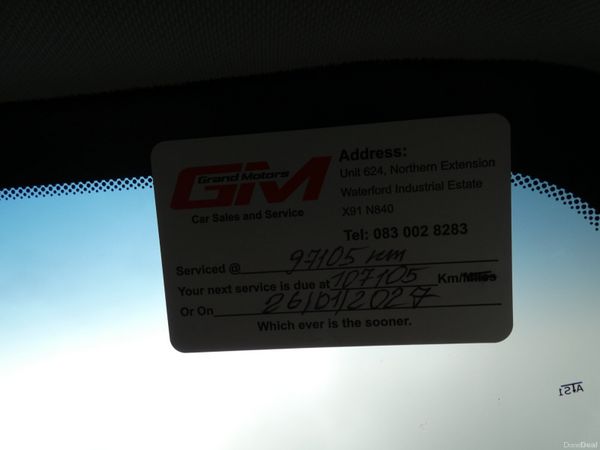 Grand Motors
GM
Car Sales and Service
Address:
Unit 624, Northern Extension
Waterford Industrial Estate
X91 N840
Tel: 083 002 8283
Serviced @ 97105 km
Your next service is due at 107105 Km/Miles
Or On 26/01/2027
Which ever is the sooner.
A1S1
DoneDeal